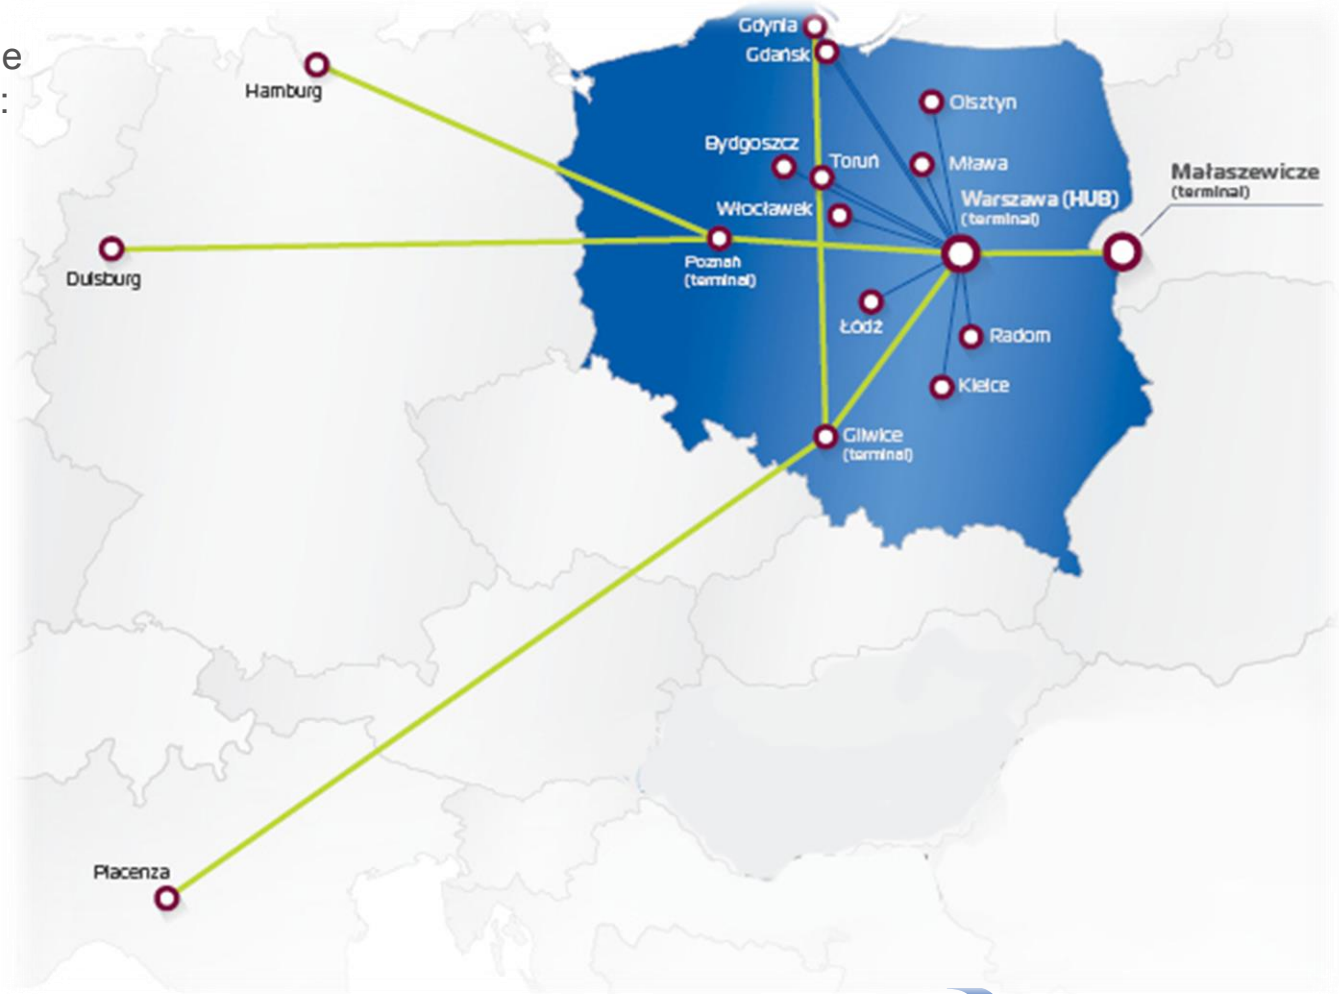 e
:
Gdynia
Gdańsk
Hamburg
Olsztyn
Bydgoszcz
Toruń
Mława
Małaszewicze
(terminal)
Warszawa (HUB)
(terminal)
Włocławek
Poznań
(terminal)
Duisburg
Łódź
Radom
Kielce
Gliwice
(terminal)
Piacenza